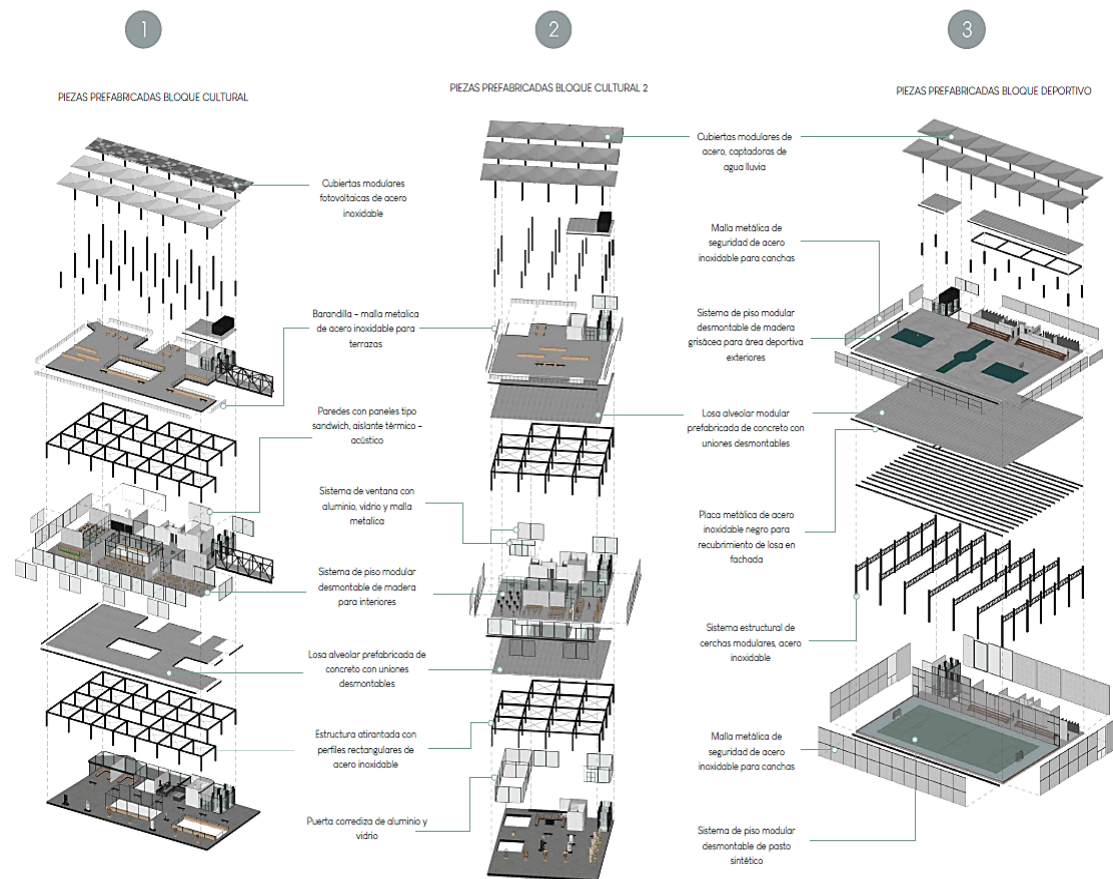 1
2
3
PIEZAS PREFABRICADAS BLOQUE CULTURAL
PIEZAS PREFABRICADAS BLOQUE CULTURAL 2
PIEZAS PREFABRICADAS BLOQUE DEPORTIVO
Cubiertas modulares
fotovoltaicas de acero
inoxidable
Barandilla - malla metalica
de acero inoxidable para
terrazas
Paredes con paneles tipo
sandwich, aislante térmico -
acústico
Sistema de ventana con
aluminio, vidrio y malla
metalica
Sistema de piso modular
desmontable de madera
para interiores
Losa alveolar prefabricada de
concreto con uniones
desmontables
Estructura atirantada con
perfiles rectangulares de
acero inoxidable
Puerta corrediza de aluminio y
vidrio
Cubiertas modulares de
acero, captadoras de
agua lluvia
Malla metálica de
seguridad de acero
inoxidable para canchas
Sistema de piso modular
desmontable de madera
grisácea para área deportiva
exteriores
Losa alveolar modular
prefabricada de concreto con
uniones desmontables
Placa metálica de acero
inoxidable negro para
recubrimiento de losa en
fachada
Sistema estructural de
cerchas modulares, acero
inoxidable
Malla metálica de
seguridad de acero
inoxidable para canchas
Sistema de piso modular
desmontable de pasto
sintético